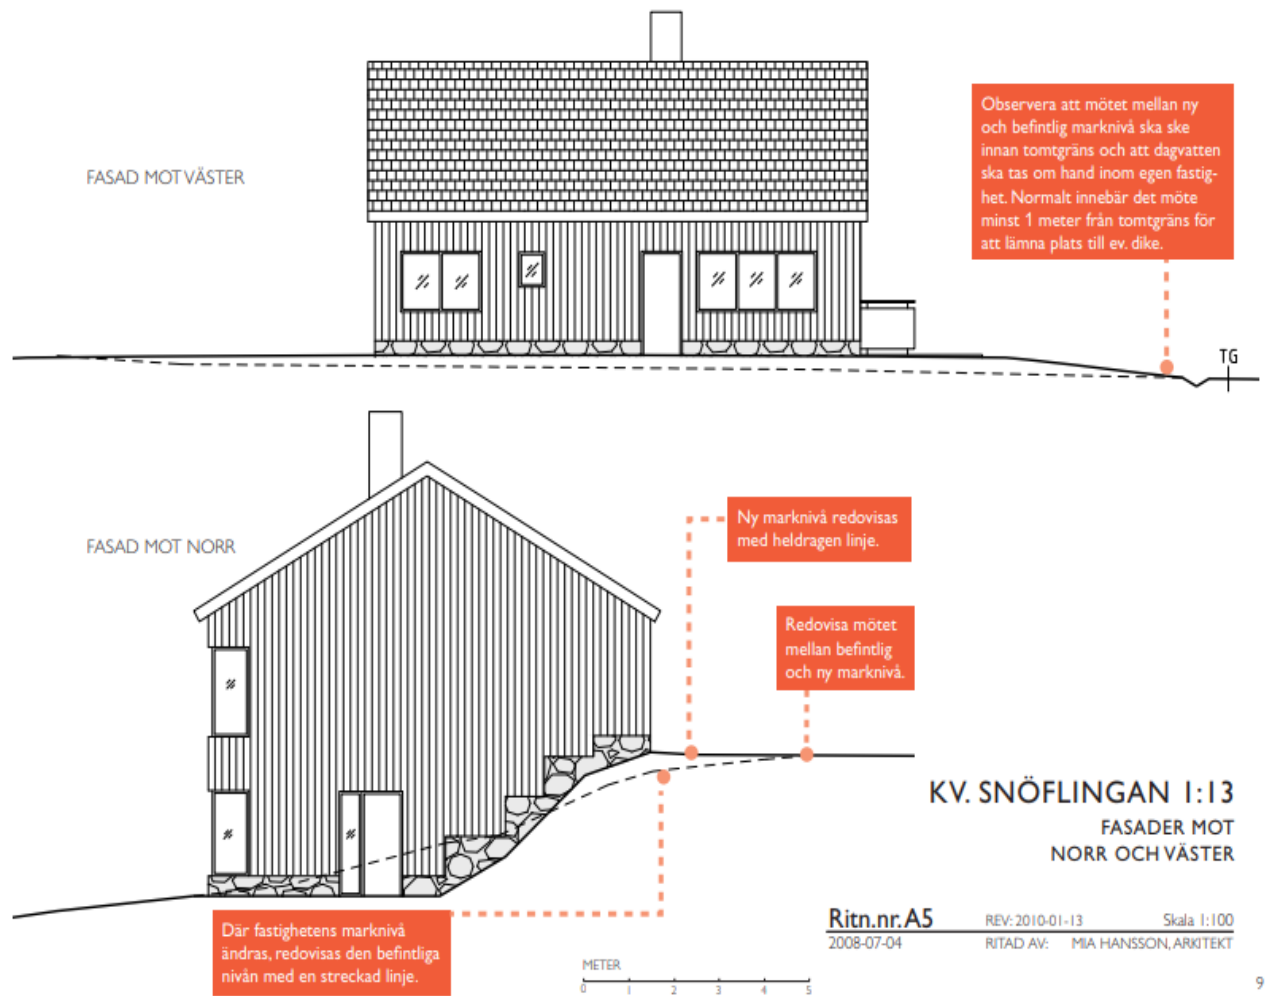 FASAD MOT VÄSTER
Observera att mötet mellan ny
och befintlig marknivå ska ske
innan tomtgräns och att dagvatten
ska tas om hand inom egen fastig-
het. Normalt innebär det möte
minst 1 meter från tomtgräns för
att lämna plats till ev. dike.
TG
FASAD MOT NORR
Ny marknivå redovisas
med heldragen linje.
Redovisa mötet
mellan befintlig
och ny marknivå.
Där fastighetens marknivå
ändras, redovisas den befintliga
nivån med en streckad linje.
KV. SNÖFLINGAN 1:13
FASADER MOT
NORR OCH VÄSTER
Ritn.nr. A5 REV: 2010-01-13 Skala 1:100
2008-07-04 RITAD AV: MIA HANSSON, ARKITEKT
METER
0 1 2 3 4 5
9